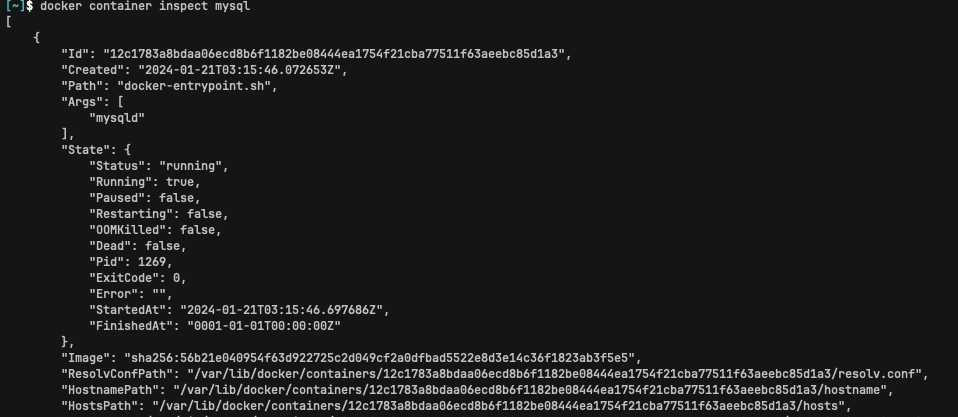 [~]$ docker container inspect mysql
[
    {
        "Id": "12c1783a8bdaa06ecd8b6f1182be08444ea1754f21cba77511f63aeebc85d1a3",
        "Created": "2024-01-21T03:15:46.072653Z",
        "Path": "docker-entrypoint.sh",
        "Args": [
            "mysqld"
        ],
        "State": {
            "Status": "running",
            "Running": true,
            "Paused": false,
            "Restarting": false,
            "OOMKilled": false,
            "Dead": false,
            "Pid": 1269,
            "ExitCode": 0,
            "Error": "",
            "StartedAt": "2024-01-21T03:15:46.697686Z",
            "FinishedAt": "0001-01-01T00:00:00Z"
        },
        "Image": "sha256:56b21e040954f63d922725c2d049cf2a0dfbad5522e8d3e14c36f1823ab3f5e5",
        "ResolvConfPath": "/var/lib/docker/containers/12c1783a8bdaa06ecd8b6f1182be08444ea1754f21cba77511f63aeebc85d1a3/resolv.conf",
        "HostnamePath": "/var/lib/docker/containers/12c1783a8bdaa06ecd8b6f1182be08444ea1754f21cba77511f63aeebc85d1a3/hostname",
        "HostsPath": "/var/lib/docker/containers/12c1783a8bdaa06ecd8b6f1182be08444ea1754f21cba77511f63aeebc85d1a3/hosts",